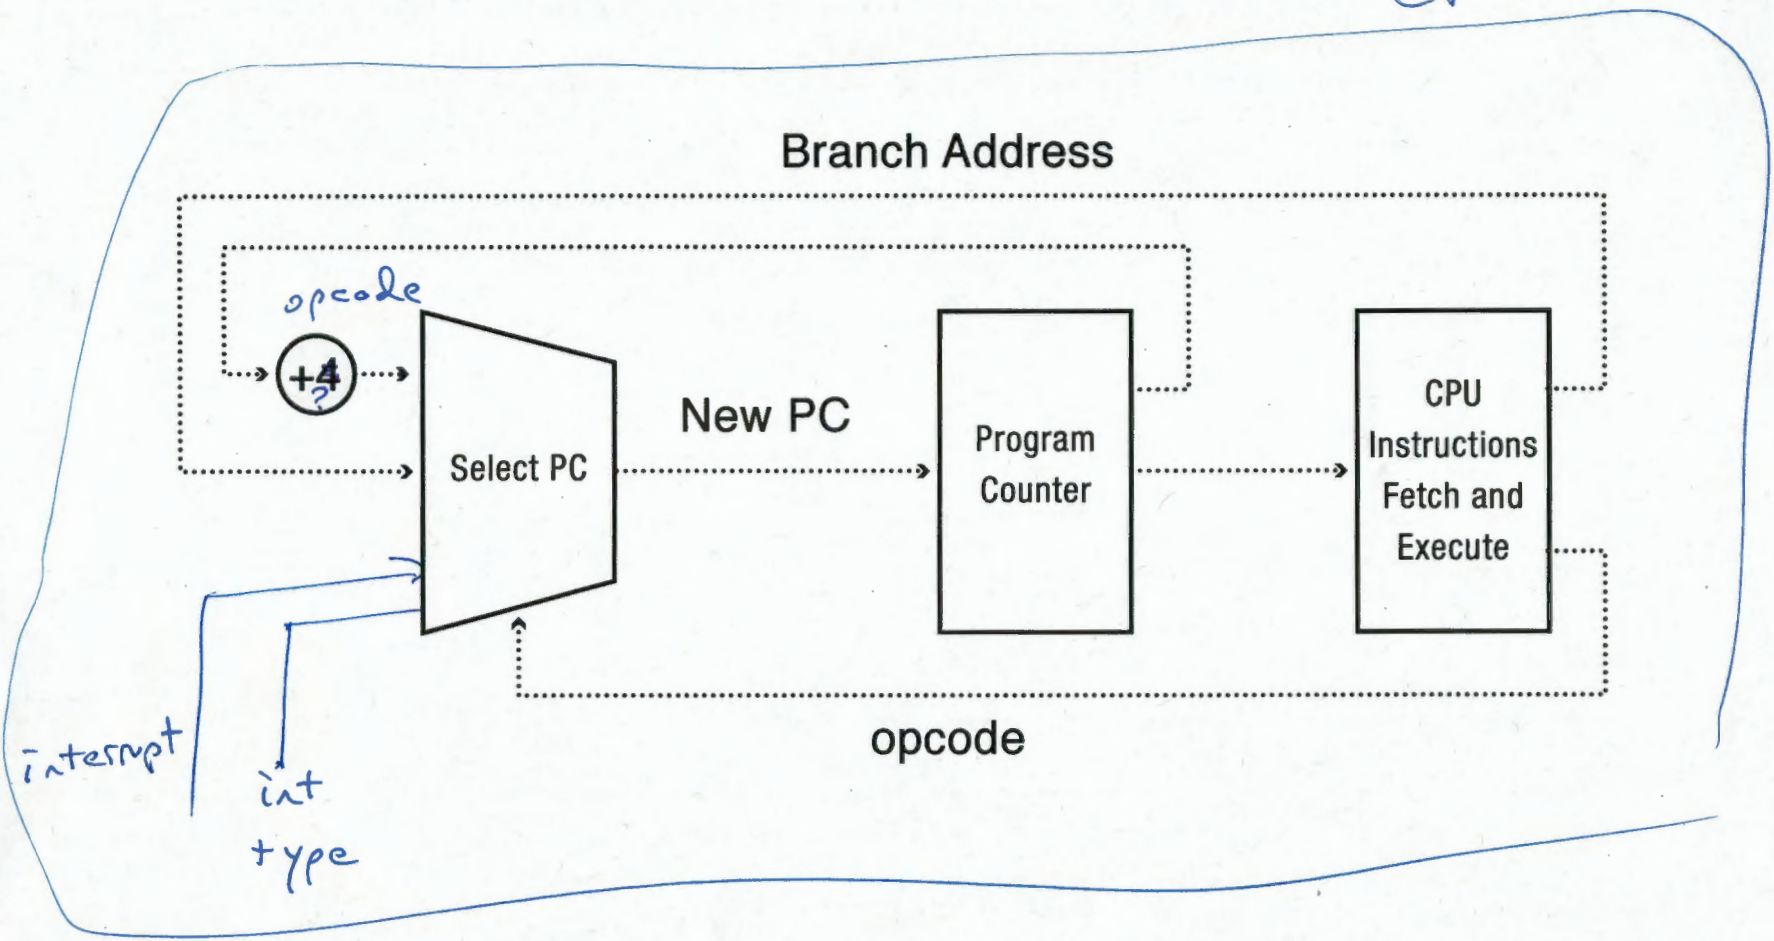 Branch Address
opcode
+4
?
Select PC
New PC
Program
Counter
CPU
Instructions
Fetch and
Execute
interrupt
int
type
opcode